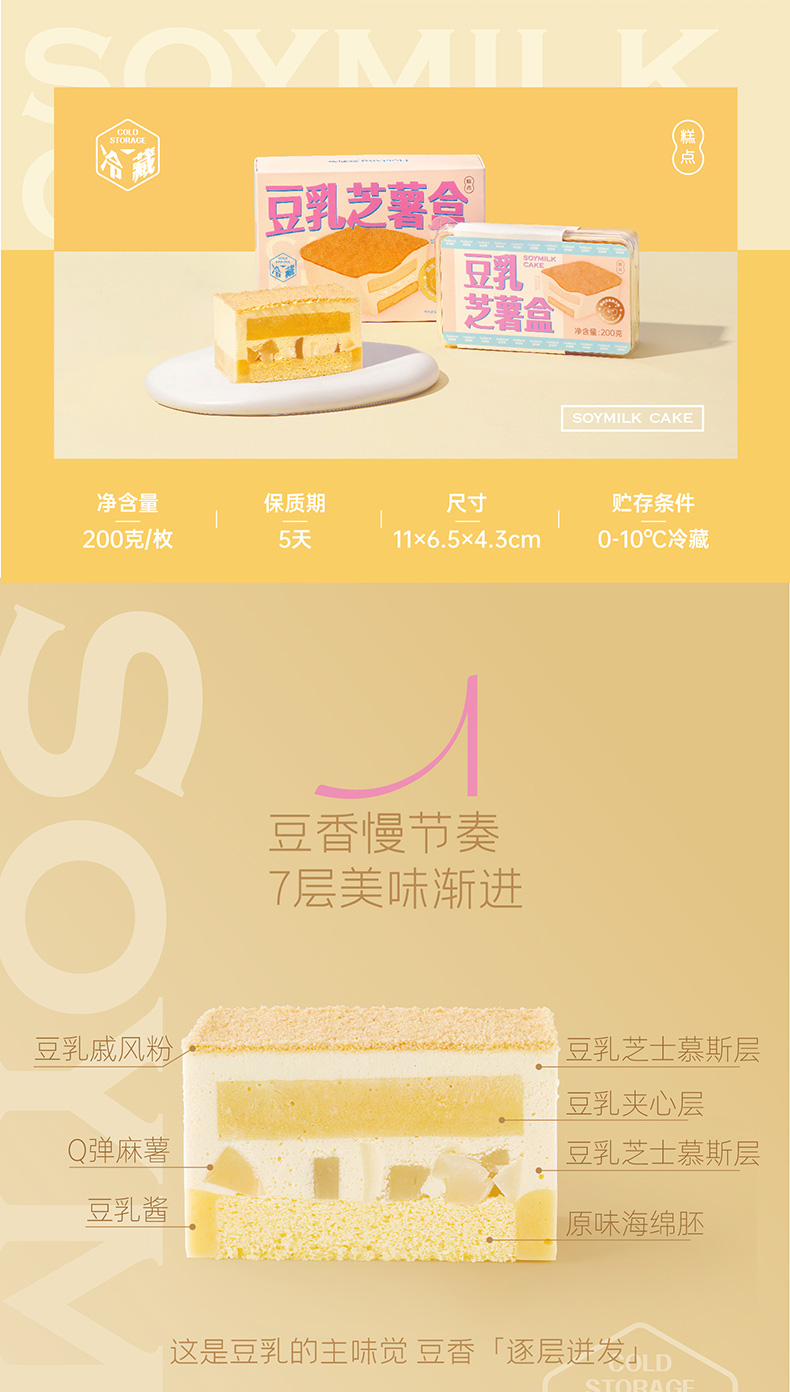 SOYMILK
COLD
STORAGE
冷藏
糕点
豆乳芝薯盒
糕点
冷藏
豆乳
芝薯盒
SOYMILK
CAKE
净含量:200克
SOYMILK CAKE
净含量
200克/枚
保质期
5天
尺寸
11×6.5×4.3cm
贮存条件
0-10℃冷藏
SOYM
豆香慢节奏
7层美味渐进
豆乳戚风粉
豆乳芝士慕斯层
豆乳夹心层
Q弹麻薯
豆乳芝士慕斯层
豆乳酱
原味海绵胚
这是豆乳的主味觉 豆香「逐层迸发」
COLD
STORAGE